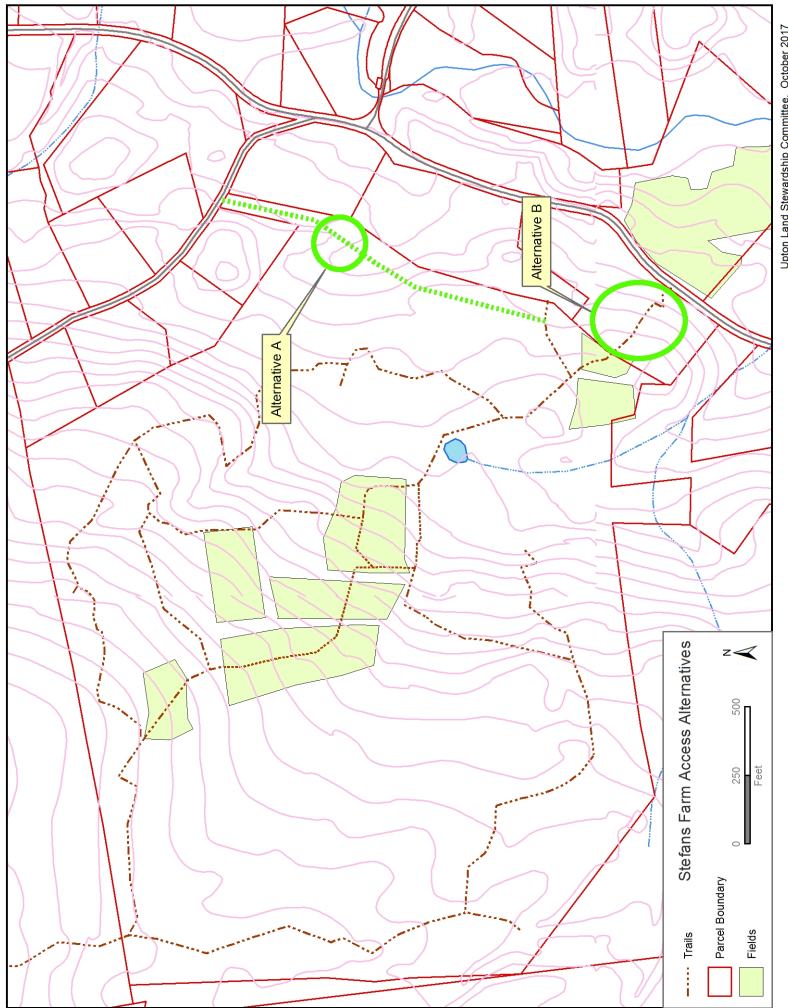 Alternative A
Alternative B
Stefans Farm Access Alternatives
Trails
Parcel Boundary
Fields
0 250 500
Feet
N
Upton Land Stewardship Committee, October 2017